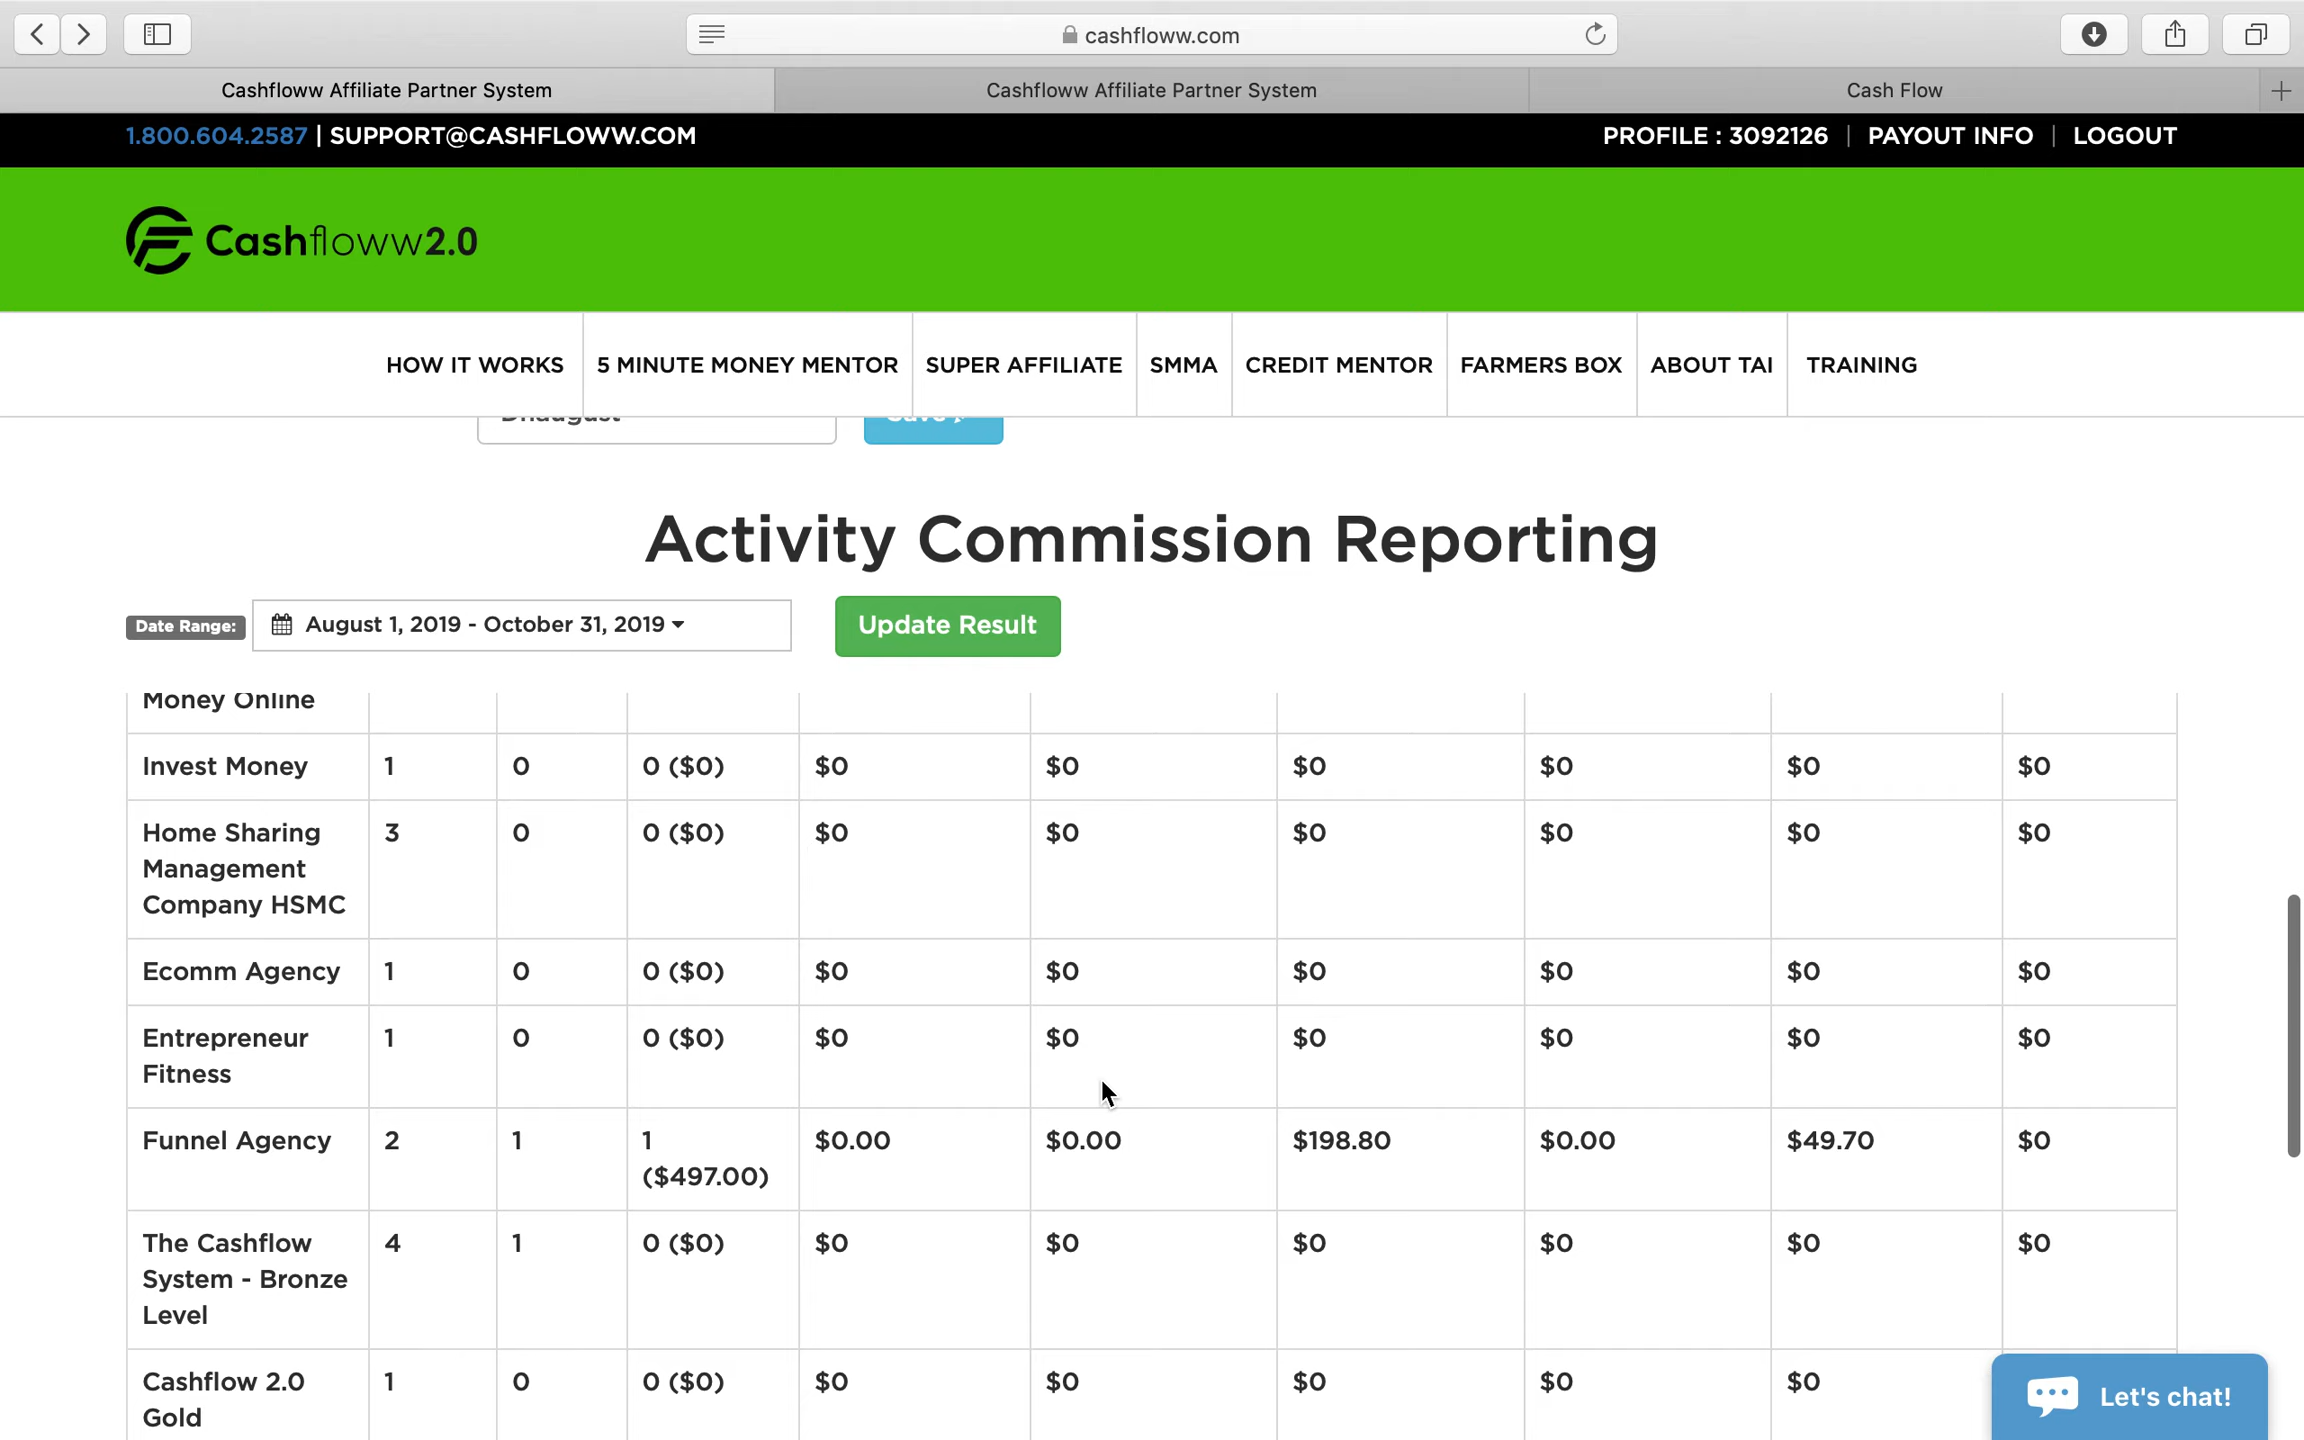 cashfloww.com
Cashfloww Affiliate Partner System
Cashfloww Affiliate Partner System
Cash Flow
1.800.604.2587 | SUPPORT@CASHFLOWW.COM
PROFILE : 3092126 | PAYOUT INFO | LOGOUT
Cashfloww2.0
HOW IT WORKS
5 MINUTE MONEY MENTOR
SUPER AFFILIATE
SMMA
CREDIT MENTOR
FARMERS BOX
ABOUT TAI
TRAINING
Activity Commission Reporting
Date Range: August 1, 2019 - October 31, 2019 Update Result
Money Online
Invest Money 1 0 0 ($0) $0 $0 $0 $0 $0 $0
Home Sharing 3 0 0 ($0) $0 $0 $0 $0 $0 $0
Management
Company HSMC
Ecomm Agency 1 0 0 ($0) $0 $0 $0 $0 $0 $0
Entrepreneur 1 0 0 ($0) $0 $0 $0 $0 $0 $0
Fitness
Funnel Agency 2 1 1 $0.00 $0.00 $198.80 $0.00 $49.70 $0
($497.00)
The Cashflow 4 1 0 ($0) $0 $0 $0 $0 $0 $0
System - Bronze
Level
Cashflow 2.0 1 0 0 ($0) $0 $0 $0 $0 $0
Gold
Let's chat!